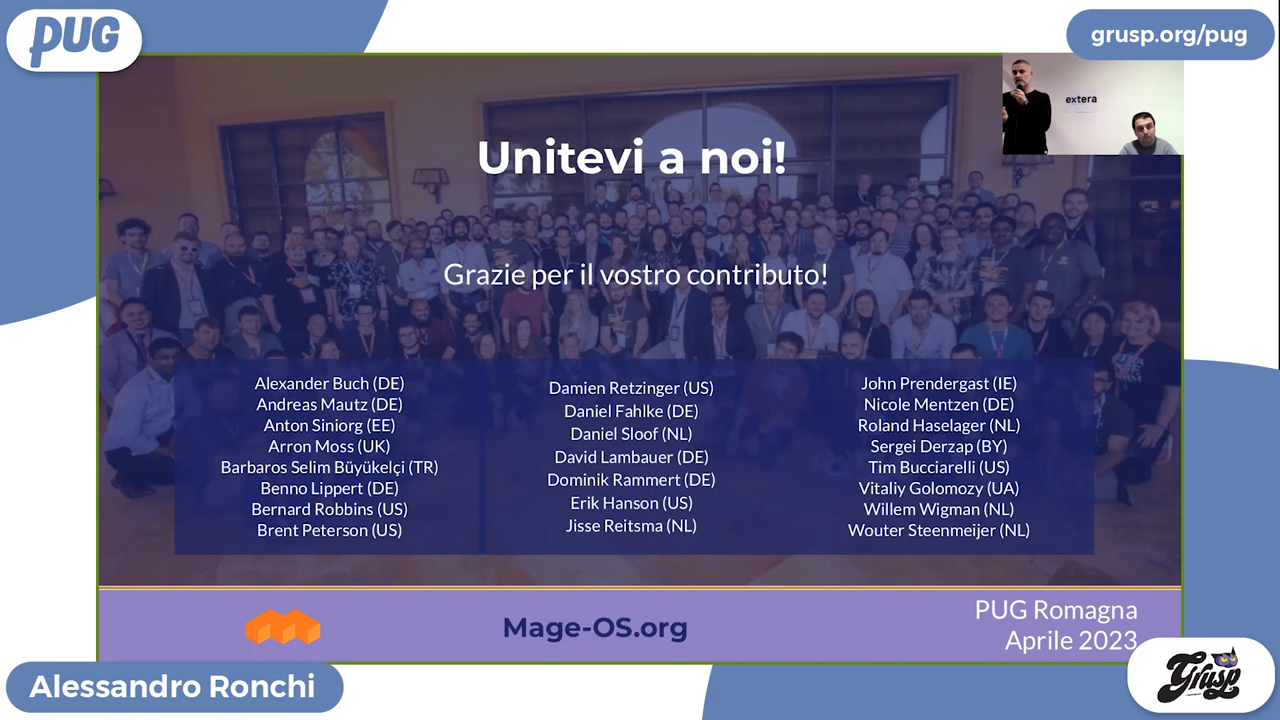 PUG
grusp.org/pug
extera
Unitevi a noi!
Grazie per il vostro contributo!
Alexander Buch (DE)
Andreas Mautz (DE)
Anton Siniorg (EE)
Arron Moss (UK)
Barbaros Selim Büyükelçi (TR)
Benno Lippert (DE)
Bernard Robbins (US)
Brent Peterson (US)
Damien Retzinger (US)
Daniel Fahlke (DE)
Daniel Sloof (NL)
David Lambauer (DE)
Dominik Rammert (DE)
Erik Hanson (US)
Jisse Reitsma (NL)
John Prendergast (IE)
Nicole Mentzen (DE)
Roland Haselager (NL)
Sergei Derzap (BY)
Tim Bucciarelli (US)
Vitaliy Golomozy (UA)
Willem Wigman (NL)
Wouter Steenmeijer (NL)
Mage-OS.org
PUG Romagna
Aprile 2023
Alessandro Ronchi
Grusp